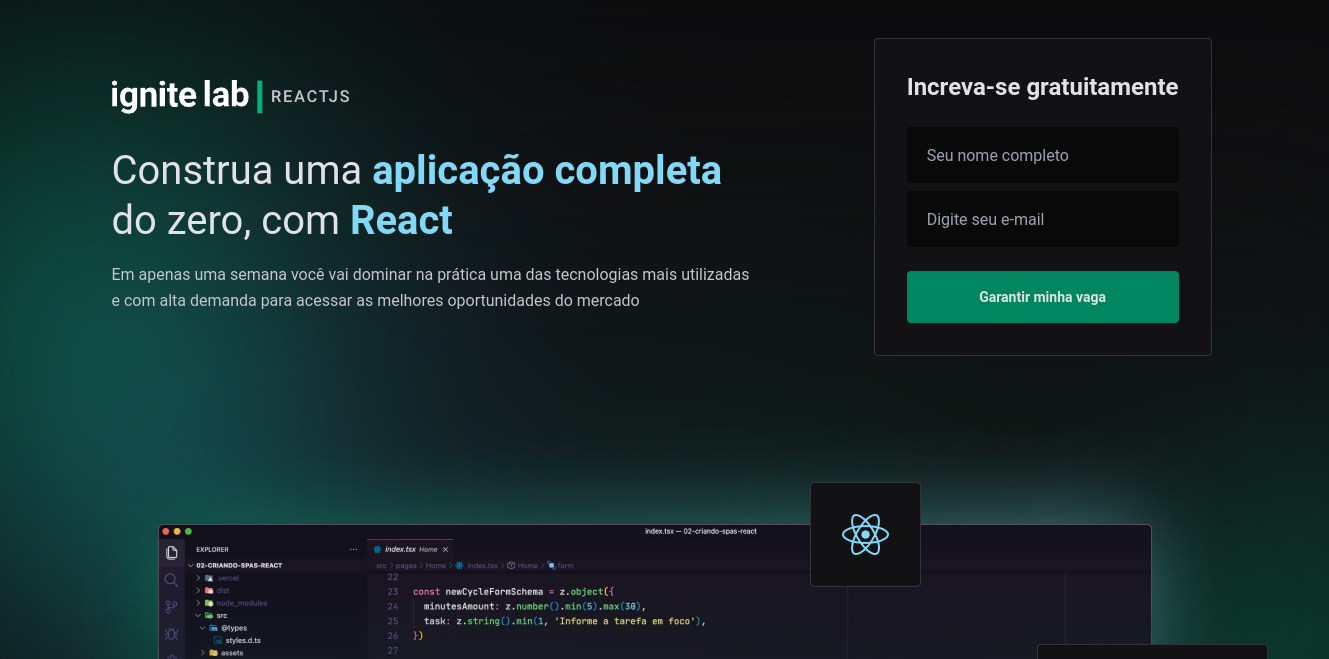 ignite lab | REACTJS
Construa uma aplicação completa
do zero, com React
Em apenas uma semana você vai dominar na prática uma das tecnologias mais utilizadas
e com alta demanda para acessar as melhores oportunidades do mercado
Increva-se gratuitamente
Seu nome completo
Digite seu e-mail
Garantir minha vaga
index.tsx — 02-criando-spas-react
EXPLORER
02-CRIANDO-SPAS-REACT
.vercel
dist
node_modules
src
@types
styles.d.ts
assets
index.tsx Home
src > pages > Home > index.tsx > Home > form
22
23 const newCycleFormSchema = z.object({
24 minutesAmount: z.number().min(5).max(30),
25 task: z.string().min(1, 'Informe a tarefa em foco'),
26 })
27